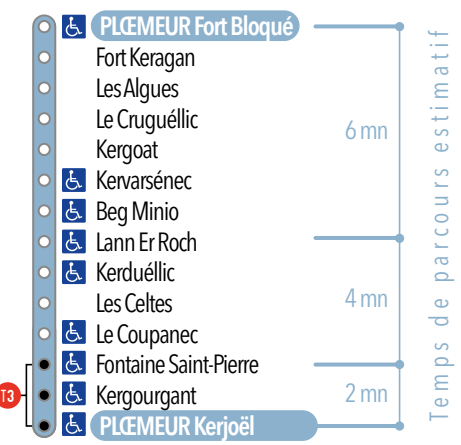 PLŒMEUR Fort Bloqué
Fort Keragan
Les Algues
Le Cruguéllic
Kergoat
Kervarsénec
Beg Minio
Lann Er Roch
Kerduéllic
Les Celtes
Le Coupanec
Fontaine Saint-Pierre
Kergourgant
PLŒMEUR Kerjoël
T3
6 mn
4 mn
2 mn
Temps de parcours estimatif